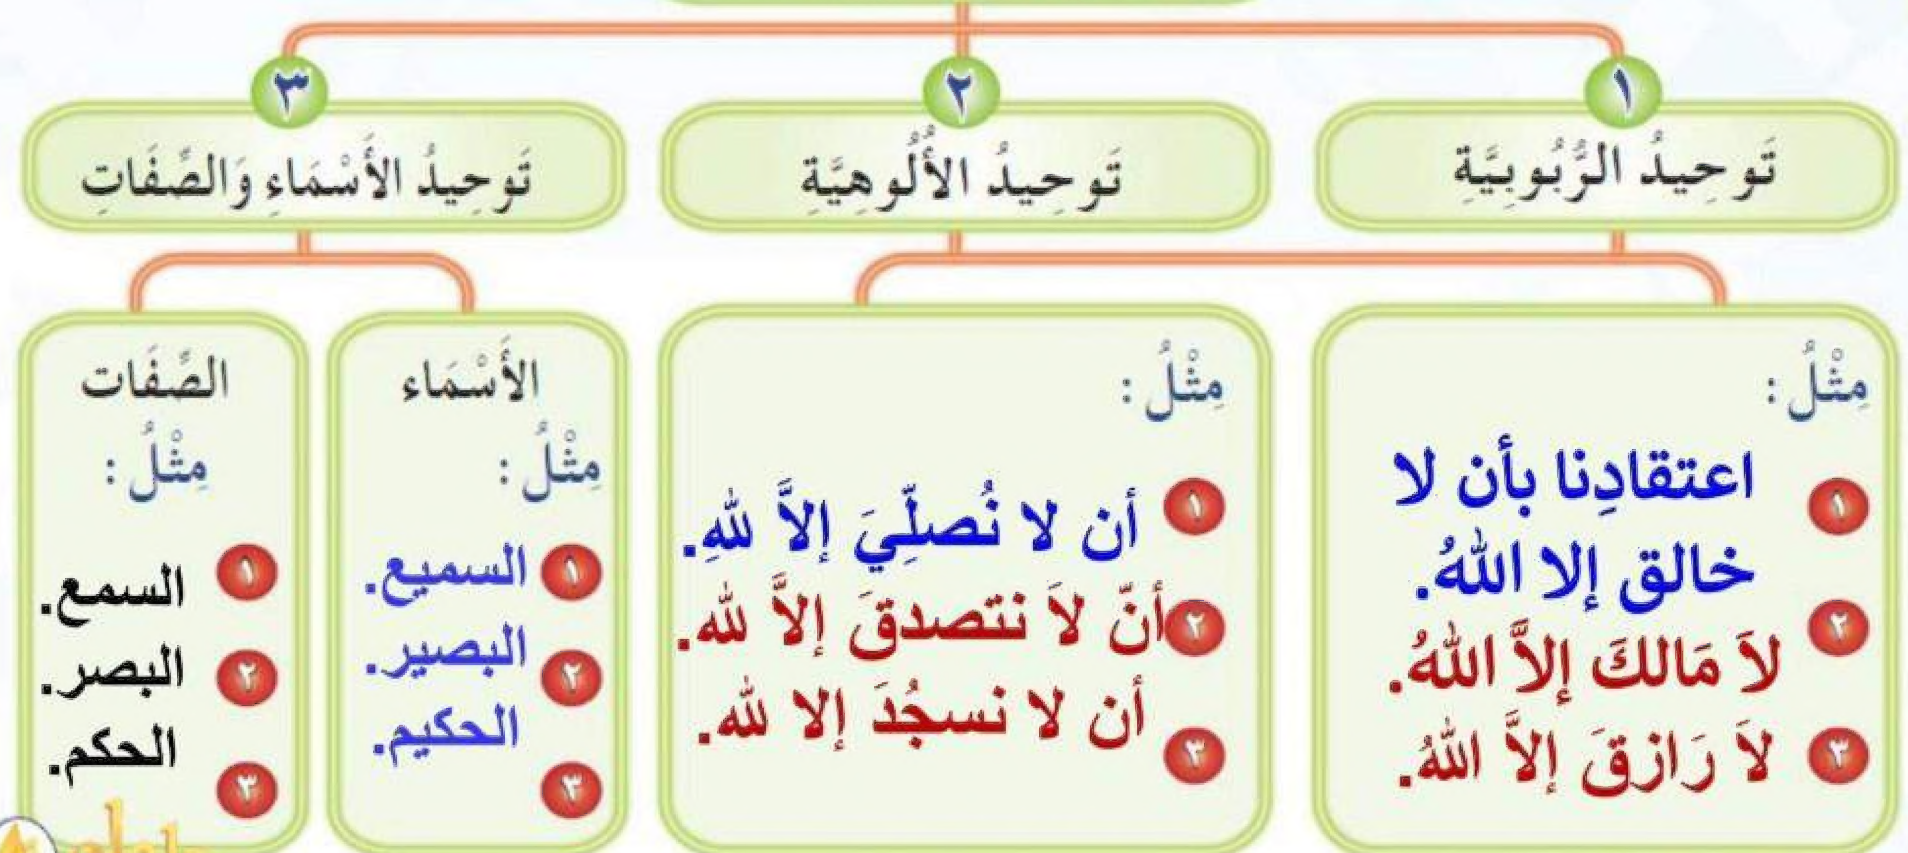 ١
تَوحِيدُ الرُّبُوبِيَّةِ
مِثْلُ :
١ اعتقادِنا بأن لا
خالق إلا اللهُ.
٢ لاَ مَالكَ إلاَّ اللهُ.
٣ لاَ رَازقَ إلاَّ اللهُ.
٢
تَوحِيدُ الأُلُوهِيَّةِ
مِثْلُ :
١ أن لا نُصلِّيَ إلاَّ للهِ.
٢ أنّ لاَ نتصدقَ إلاَّ لله.
٣ أن لا نسجُدَ إلا لله.
٣
تَوحِيدُ الأَسْمَاءِ وَالصِّفَاتِ
الأَسْمَاء
مِثْلُ :
١ السميع.
٢ البصير.
٣ الحكيم.
الصِّفَات
مِثْلُ :
١ السمع.
٢ البصر.
٣ الحكم.